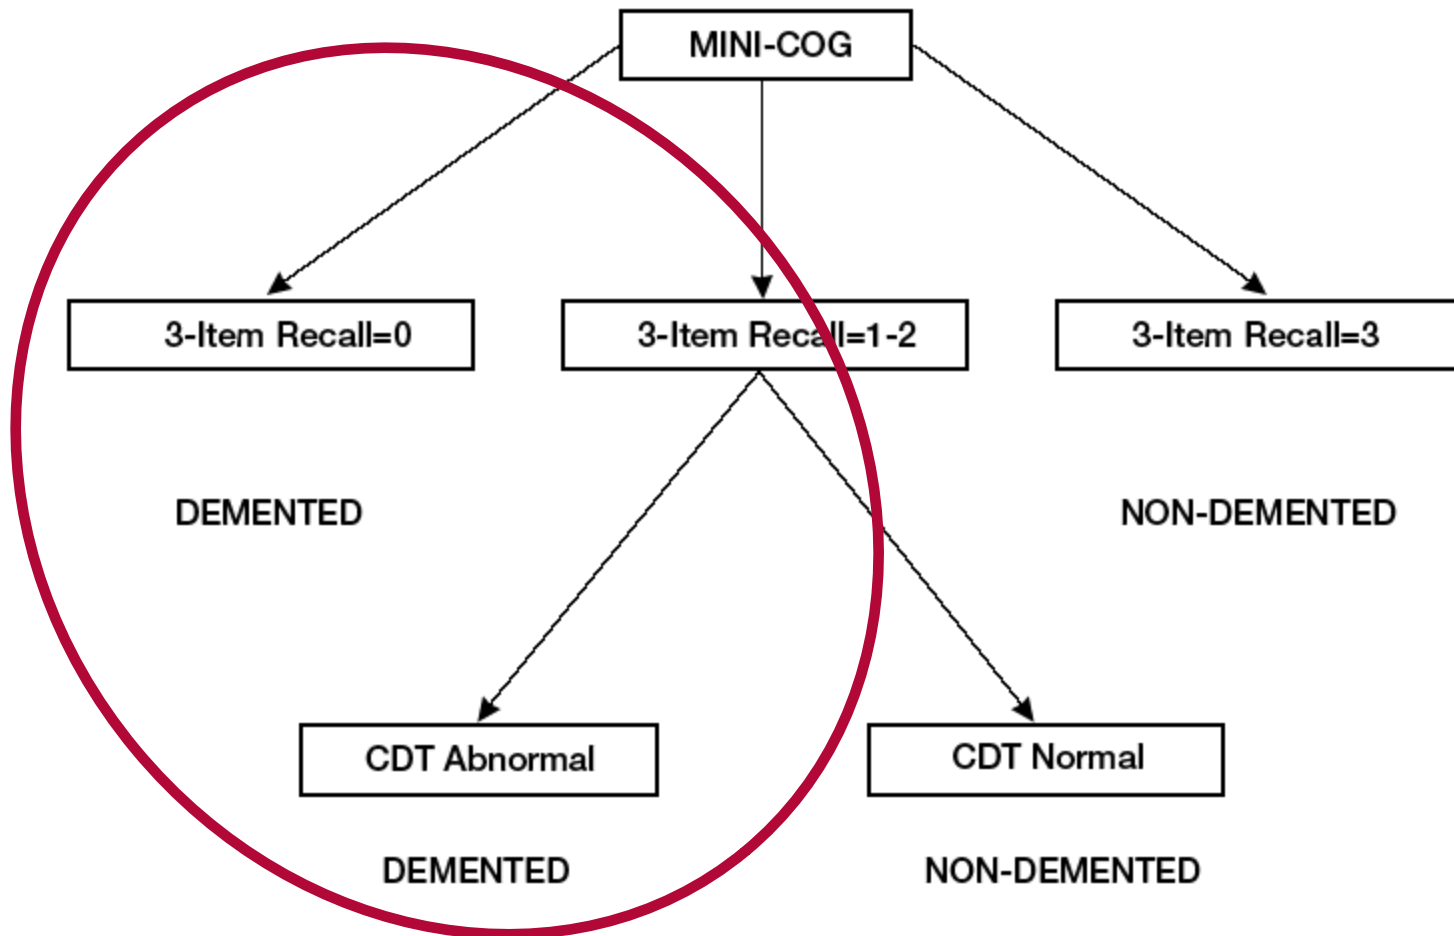 MINI-COG
3-Item Recall=0
3-Item Recall=1-2
3-Item Recall=3
DEMENTED
NON-DEMENTED
CDT Abnormal
CDT Normal
DEMENTED
NON-DEMENTED